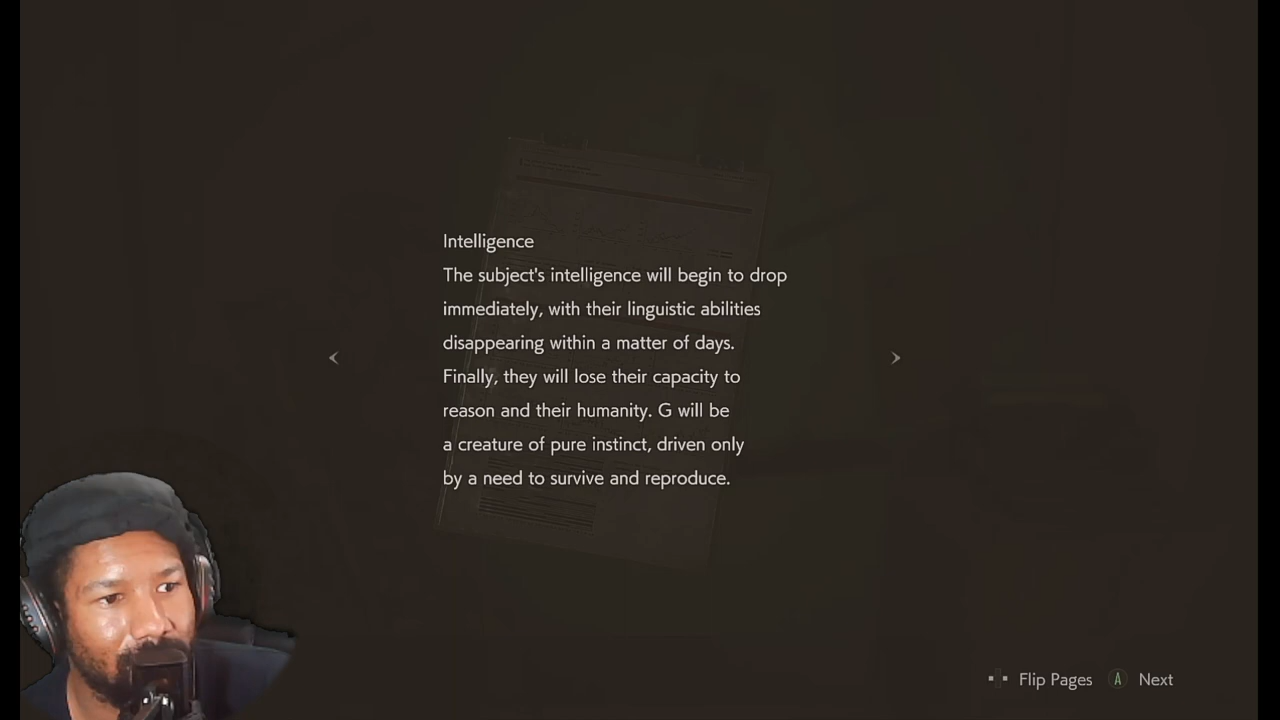 Intelligence
The subject's intelligence will begin to drop
immediately, with their linguistic abilities
disappearing within a matter of days.
Finally, they will lose their capacity to
reason and their humanity. G will be
a creature of pure instinct, driven only
by a need to survive and reproduce.
Flip Pages A Next